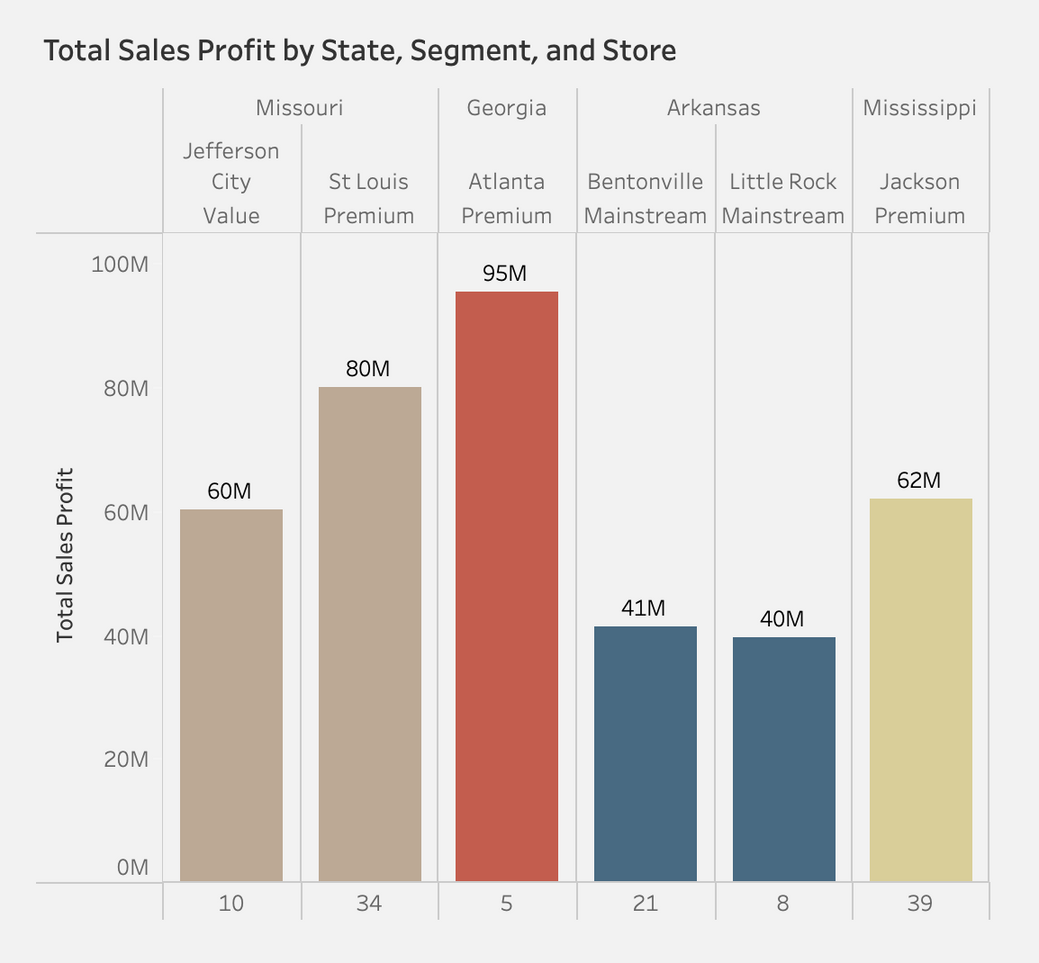 Total Sales Profit by State, Segment, and Store
Missouri
Georgia
Arkansas
Mississippi
Jefferson
City
St Louis
Atlanta
Bentonville
Little Rock
Jackson
Value
Premium
Premium
Mainstream
Mainstream
Premium
Total Sales Profit
100M
80M
60M
40M
20M
0M
60M
80M
95M
41M
40M
62M
10
34
5
21
8
39